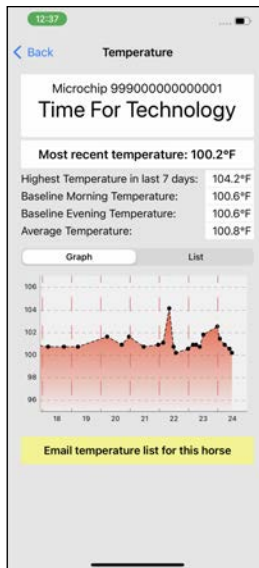 12:37
Back Temperature
Microchip 999000000000001
Time For Technology
Most recent temperature: 100.2°F
Highest Temperature in last 7 days: 104.2°F
Baseline Morning Temperature: 100.6°F
Baseline Evening Temperature: 100.6°F
Average Temperature: 100.8°F
Graph List
106
104
102
100
98
96
18 19 20 21 22 23 24
Email temperature list for this horse